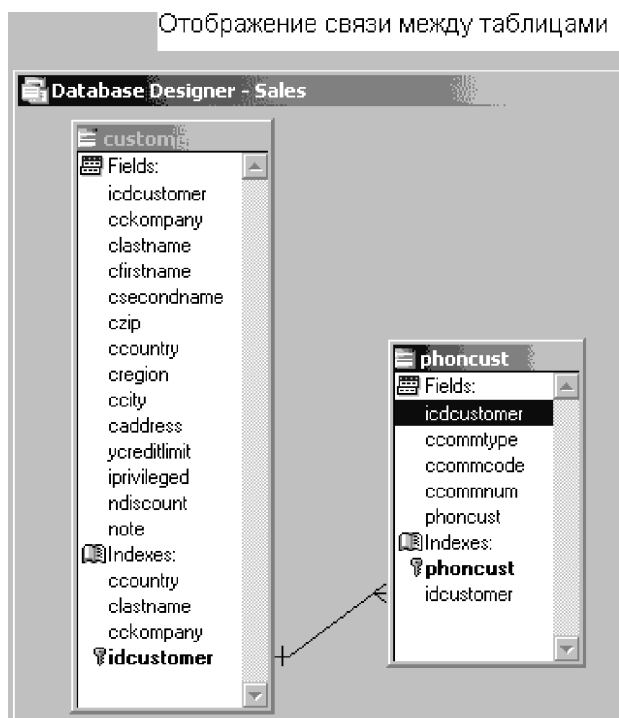 Отображение связи между таблицами
Database Designer - Sales
custome
Fields:
icdcustomer
cckompany
clastname
cfirstname
csecondname
czip
ccountry
cregion
ccity
caddress
ycreditlimit
iprivileged
ndiscount
note
Indexes:
ccountry
clastname
cckompany
idcustomer
phoncust
Fields:
icdcustomer
ccommtype
ccommcode
ccommnum
phoncust
Indexes:
phoncust
idcustomer